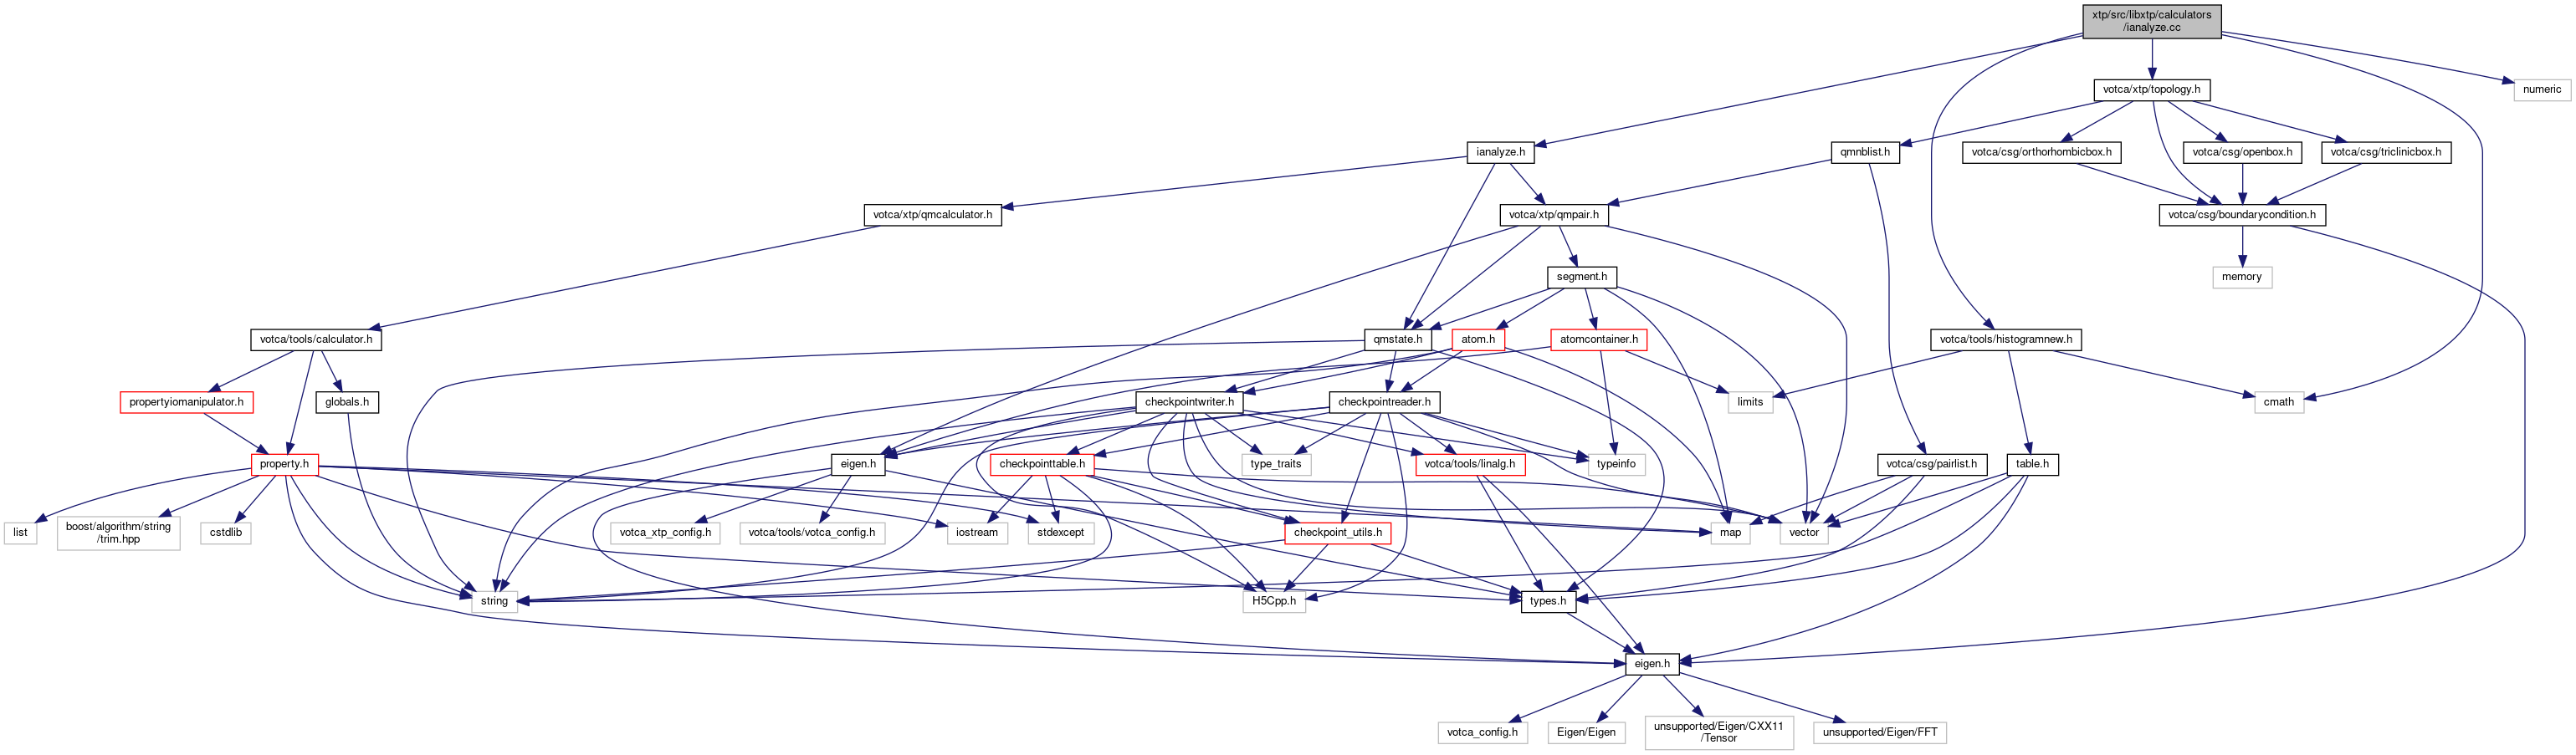 xtp/src/libxtp/calculators
/ianalyze.cc
votca/xtp/topology.h
numeric
ianalyze.h
qmnblist.h
votca/csg/orthorhombicbox.h
votca/csg/openbox.h
votca/csg/triclinicbox.h
votca/xtp/qmcalculator.h
votca/xtp/qmpair.h
votca/csg/boundarycondition.h
segment.h
memory
votca/tools/calculator.h
qmstate.h
atom.h
atomcontainer.h
votca/tools/histogramnew.h
propertyiomanipulator.h
globals.h
checkpointwriter.h
checkpointreader.h
limits
cmath
property.h
eigen.h
checkpointtable.h
type_traits
votca/tools/linalg.h
typeinfo
votca/csg/pairlist.h
table.h
list
boost/algorithm/string
/trim.hpp
cstdlib
votca_xtp_config.h
votca/tools/votca_config.h
iostream
stdexcept
checkpoint_utils.h
map
vector
string
H5Cpp.h
types.h
eigen.h
votca_config.h
Eigen/Eigen
unsupported/Eigen/CXX11
/Tensor
unsupported/Eigen/FFT